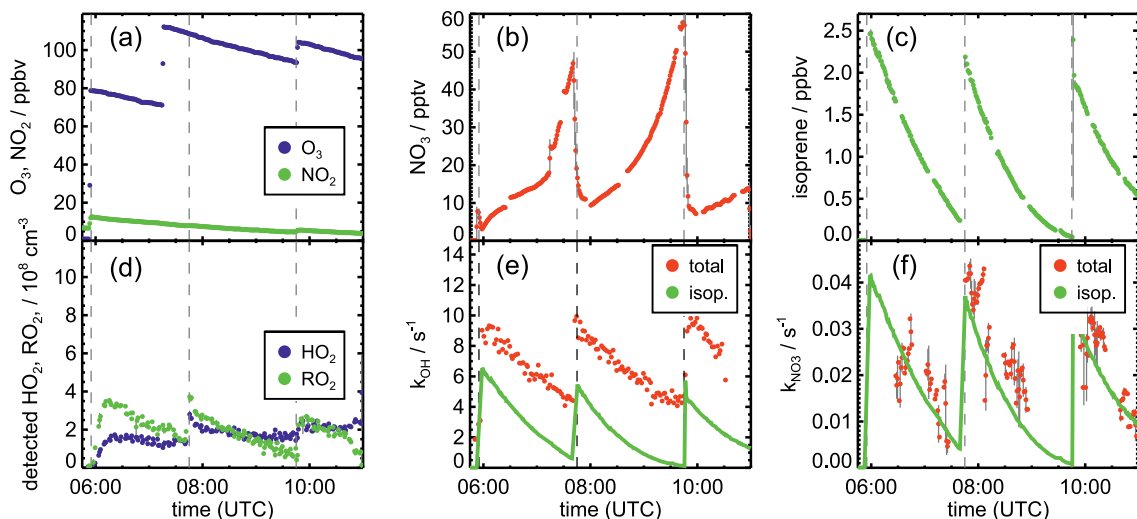 O₃, NO₂ / ppbv
100
80
60
40
20
0
(a)
O₃
NO₂
NO₃ / pptv
60
50
40
30
20
10
0
(b)
isoprene / ppbv
2.5
2.0
1.5
1.0
0.5
0.0
(c)
detected HO₂, RO₂, / 10⁸ cm⁻³
10
8
6
4
2
0
(d)
HO₂
RO₂
06:00 08:00 10:00
time (UTC)
k_OH / s⁻¹
14
12
10
8
6
4
2
0
(e)
total
isop.
06:00 08:00 10:00
time (UTC)
k_NO3 / s⁻¹
0.04
0.03
0.02
0.01
0.00
(f)
total
isop.
06:00 08:00 10:00
time (UTC)